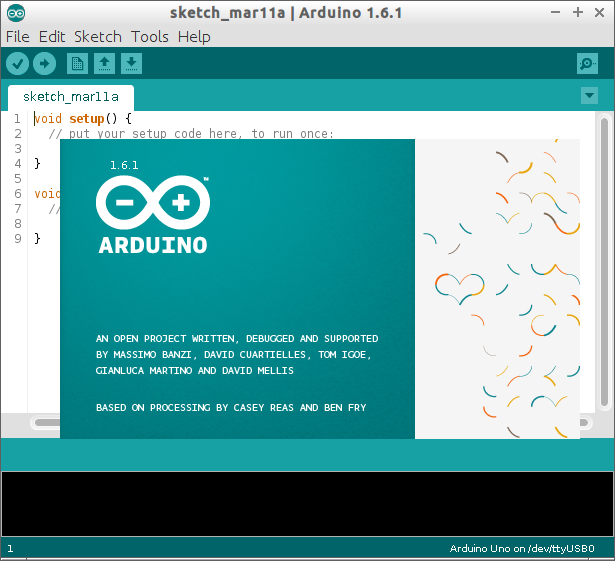 sketch_mar11a | Arduino 1.6.1
File Edit Sketch Tools Help
sketch_mar11a
1 void setup() {
2 // put your setup code here, to run once:
3
4 }
5
6 void
7 //
8
9 }
1.6.1
ARDUINO
AN OPEN PROJECT WRITTEN, DEBUGGED AND SUPPORTED
BY MASSIMO BANZI, DAVID CUARTIELLES, TOM IGOE,
GIANLUCA MARTINO AND DAVID MELLIS
BASED ON PROCESSING BY CASEY REAS AND BEN FRY
1
Arduino Uno on /dev/ttyUSB0